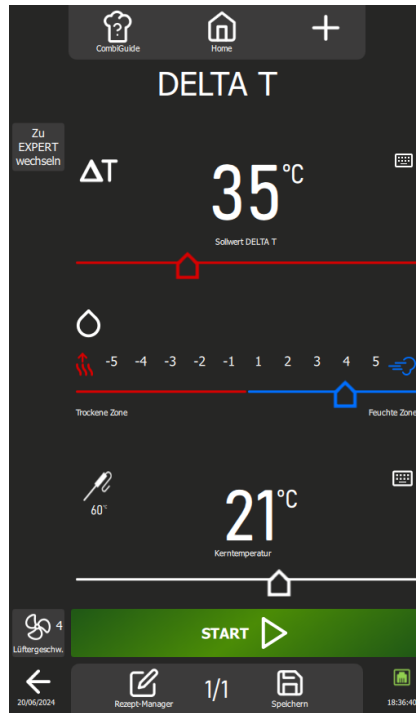 ?
CombiGuide
Home
DELTA T
Zu
EXPERT
wechseln
ΔT
35°C
Sollwert DELTA T
-5 -4 -3 -2 -1 1 2 3 4 5
Trockene Zone
Feuchte Zone
60°
21°C
Kerntemperatur
4
Lüftergeschw.
START
20/06/2024
Rezept-Manager
1/1
Speichern
18:36:40